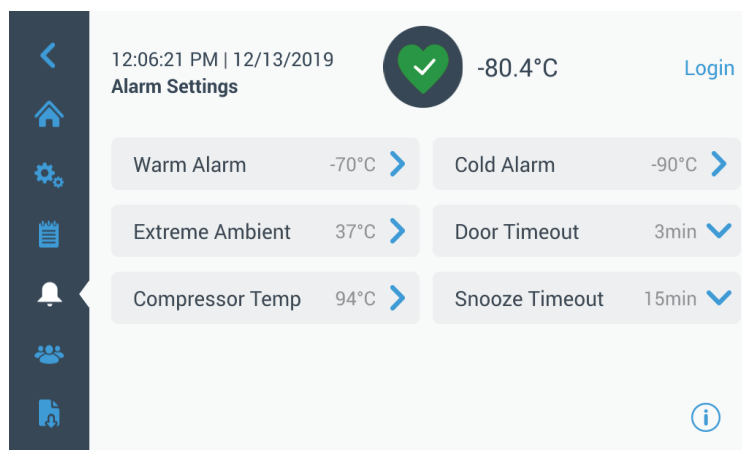 12:06:21 PM | 12/13/2019
Alarm Settings
-80.4°C
Login
Warm Alarm -70°C
Cold Alarm -90°C
Extreme Ambient 37°C
Door Timeout 3min
Compressor Temp 94°C
Snooze Timeout 15min
i